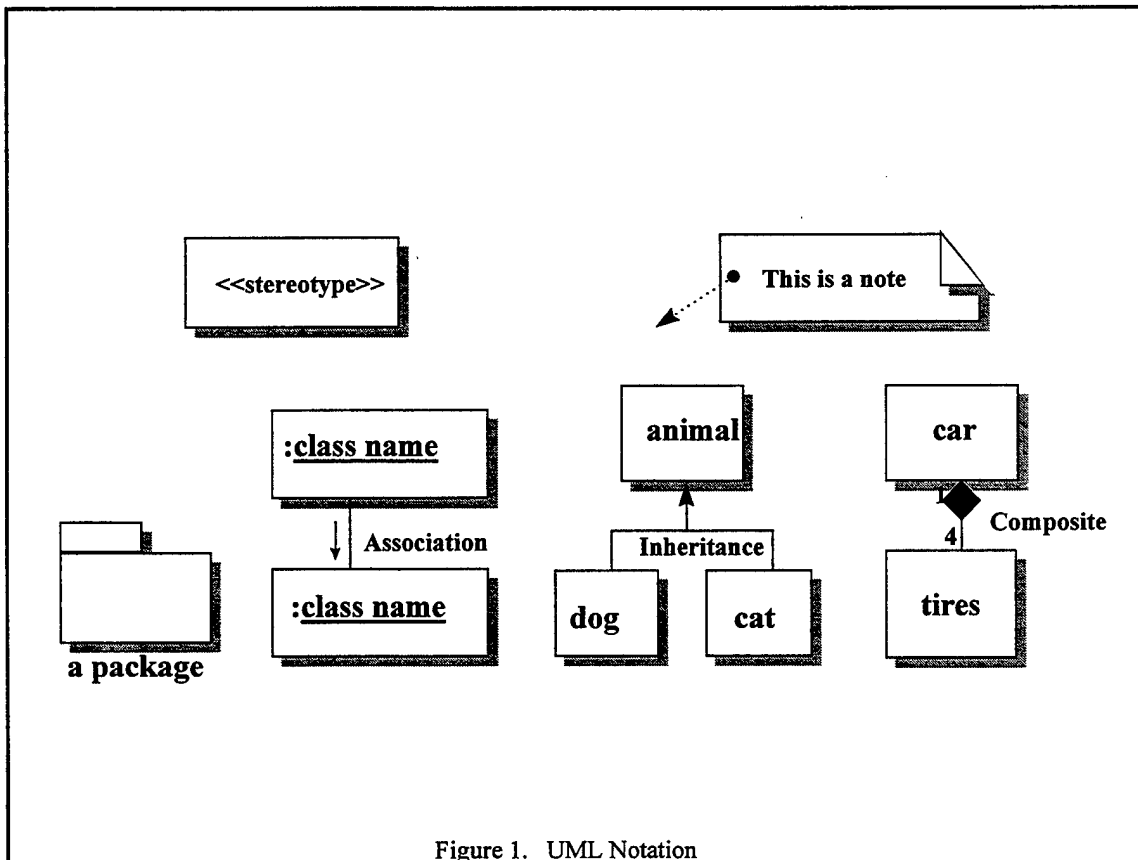 <<stereotype>>
This is a note
:class name
Association
:class name
a package
animal
Inheritance
dog
cat
car
1
Composite
4
tires
Figure 1. UML Notation